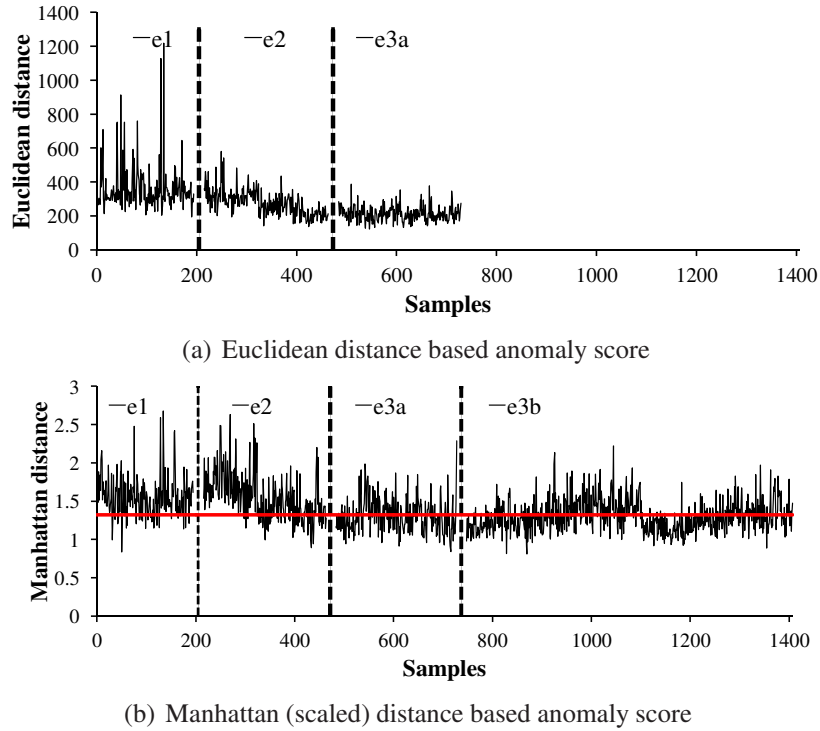 1400
1200
1000
800
600
400
200
0
Euclidean distance
—e1
—e2
—e3a
0 200 400 600 800 1000 1200 1400
Samples
(a) Euclidean distance based anomaly score
3
2.5
2
1.5
1
0.5
0
Manhattan distance
—e1
—e2
—e3a
—e3b
0 200 400 600 800 1000 1200 1400
Samples
(b) Manhattan (scaled) distance based anomaly score